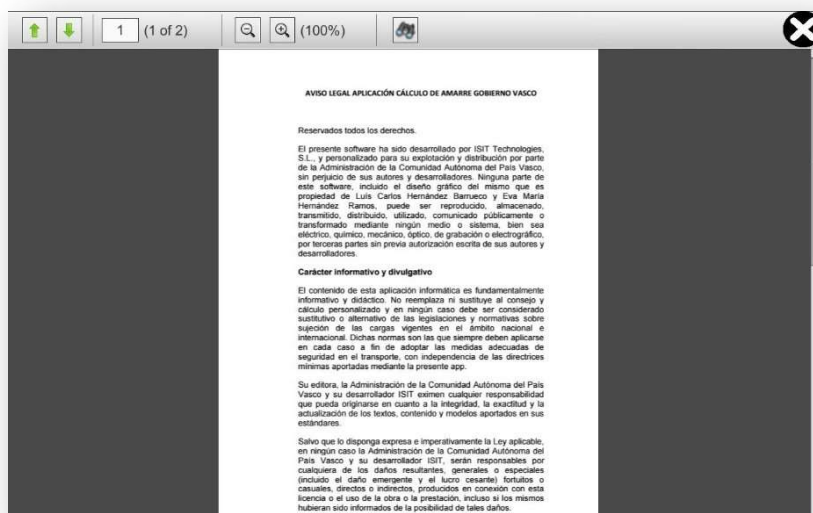 1 (1 of 2) (100%)
AVISO LEGAL APLICACIÓN CÁLCULO DE AMARRE GOBIERNO VASCO
Reservados todos los derechos.
El presente software ha sido desarrollado por ISIT Technologies,
S.L., y personalizado para su explotación y distribución por parte
de la Administración de la Comunidad Autónoma del País Vasco,
sin perjuicio de sus autores y desarrolladores. Ninguna parte de
este software, incluido el diseño gráfico del mismo que es
propiedad de Luis Carlos Hernández Barrueco y Eva María
Hernández Ramos, puede ser reproducido, almacenado,
transmitido, distribuido, utilizado, comunicado públicamente o
transformado mediante ningún medio o sistema, bien sea
eléctrico, químico, mecánico, óptico, de grabación o electrográfico,
por terceras partes sin previa autorización escrita de sus autores y
desarrolladores.
Carácter informativo y divulgativo
El contenido de esta aplicación informática es fundamentalmente
informativo y didáctico. No reemplaza ni sustituye al consejo y
cálculo personalizado y en ningún caso debe ser considerado
sustitutivo o alternativo de las legislaciones y normativas sobre
sujeción de las cargas vigentes en el ámbito nacional e
internacional. Dichas normas son las que siempre deben aplicarse
en cada caso a fin de adoptar las medidas adecuadas de
seguridad en el transporte, con independencia de las directrices
mínimas aportadas mediante la presente app.
Su editora, la Administración de la Comunidad Autónoma del País
Vasco y su desarrollador ISIT eximen cualquier responsabilidad
que pueda originarse en cuanto a la integridad, la exactitud y la
actualización de los textos, contenido y modelos aportados en sus
estándares.
Salvo que lo disponga expresa e imperativamente la Ley aplicable,
en ningún caso la Administración de la Comunidad Autónoma del
País Vasco y su desarrollador ISIT, serán responsables por
cualquiera de los daños resultantes, generales o especiales
(incluido el daño emergente y el lucro cesante) fortuitos o
casuales, directos o indirectos, producidos en conexión con esta
licencia o el uso de la obra o la prestación, incluso si los mismos
hubieran sido informados de la posibilidad de tales daños.